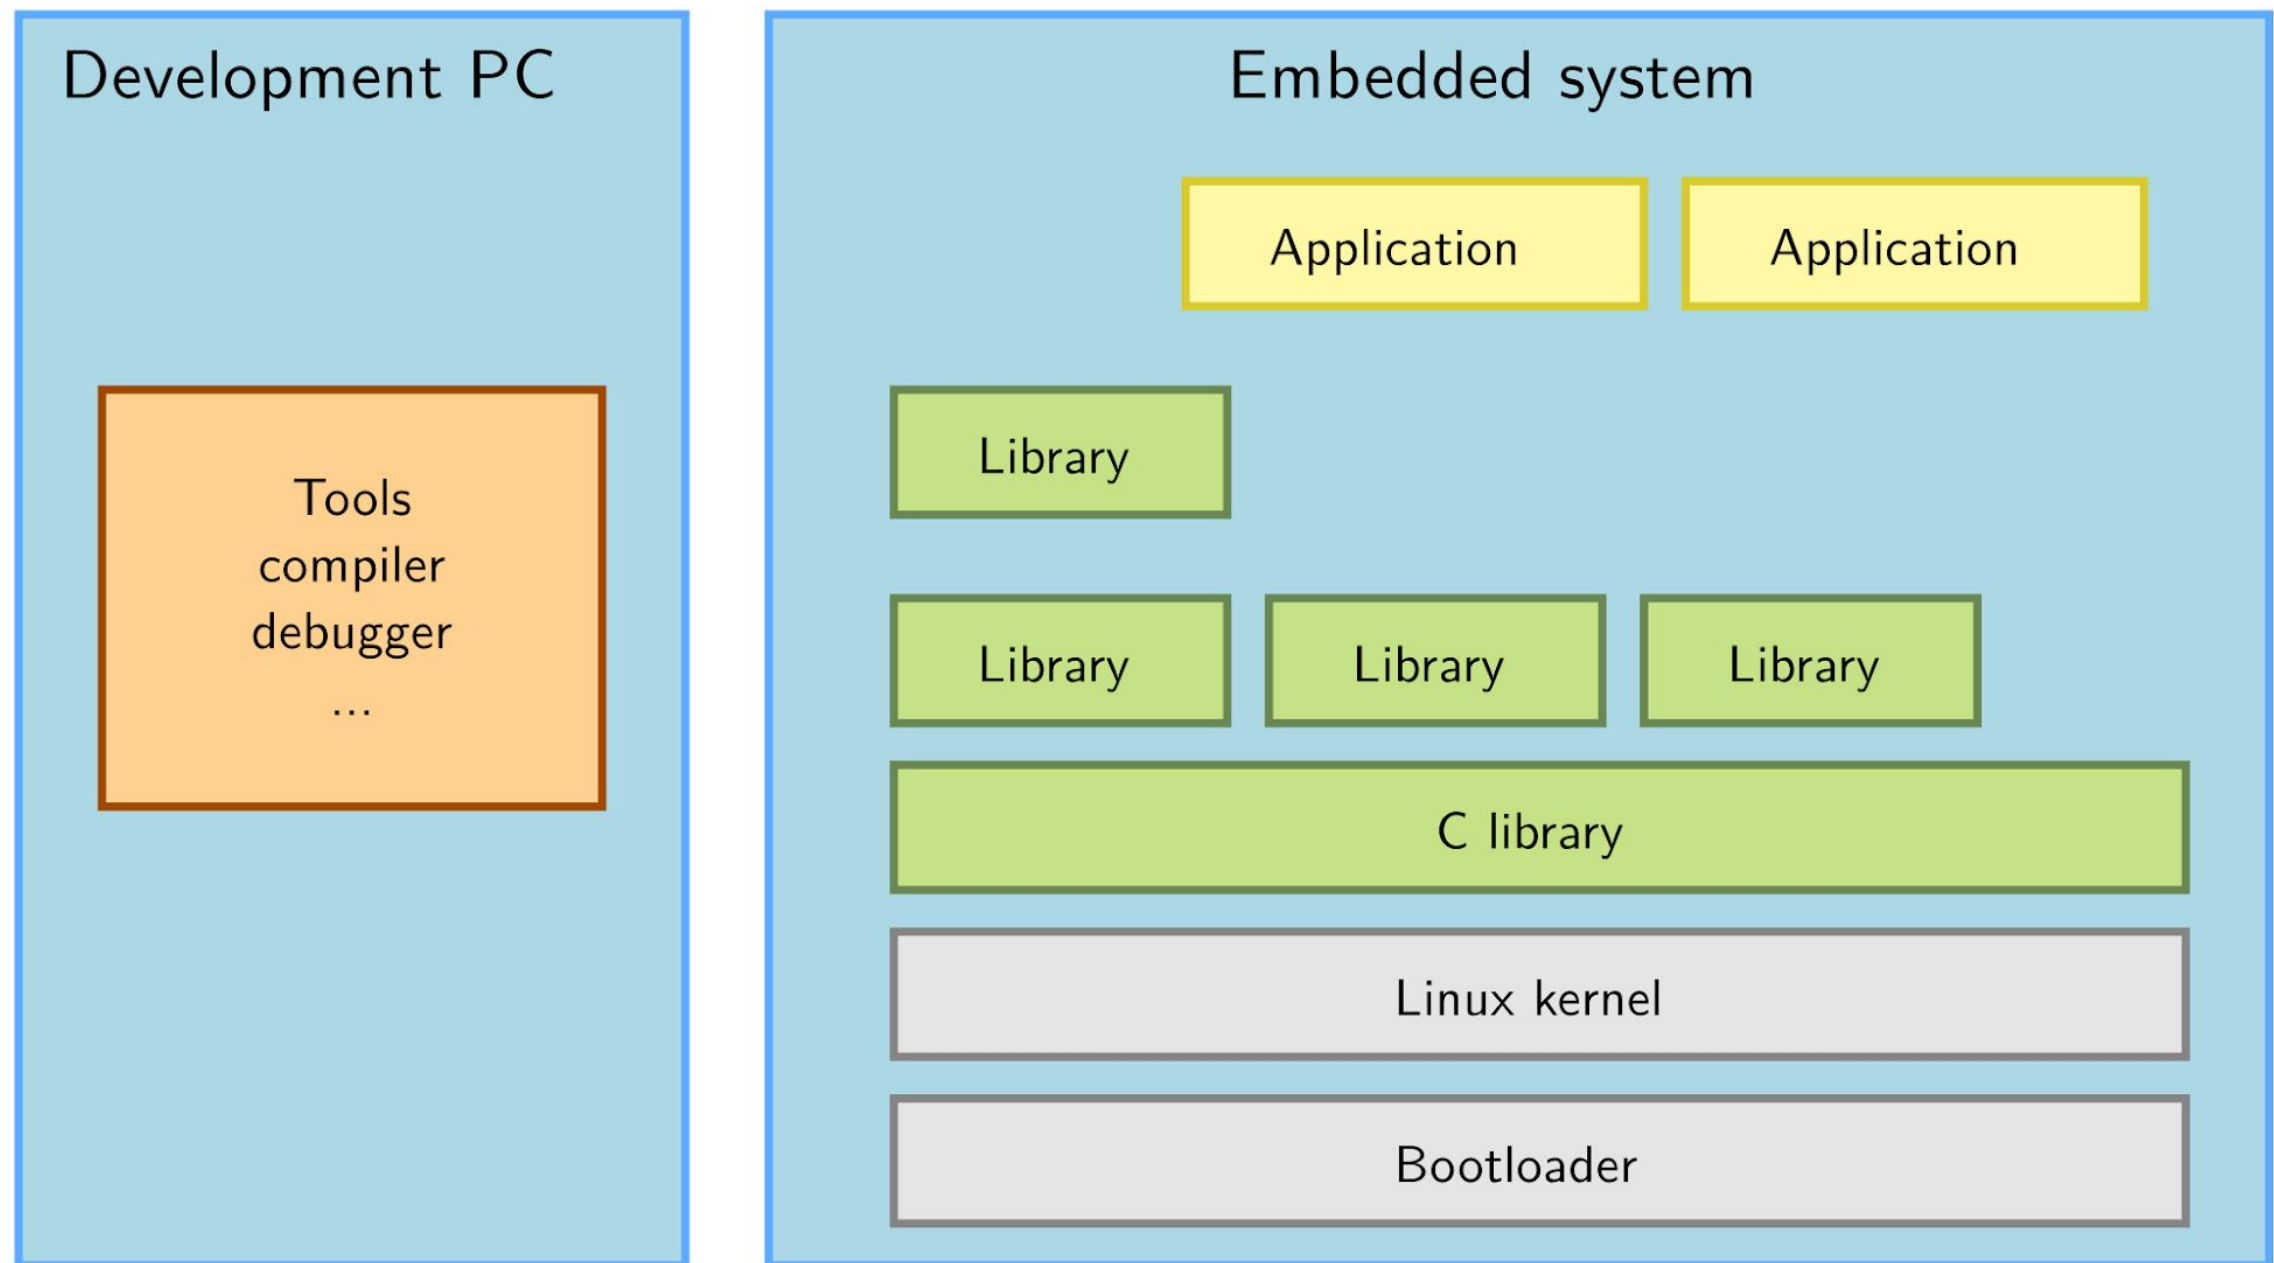 Development PC
Tools
compiler
debugger
...
Embedded system
Application
Application
Library
Library
Library
Library
C library
Linux kernel
Bootloader